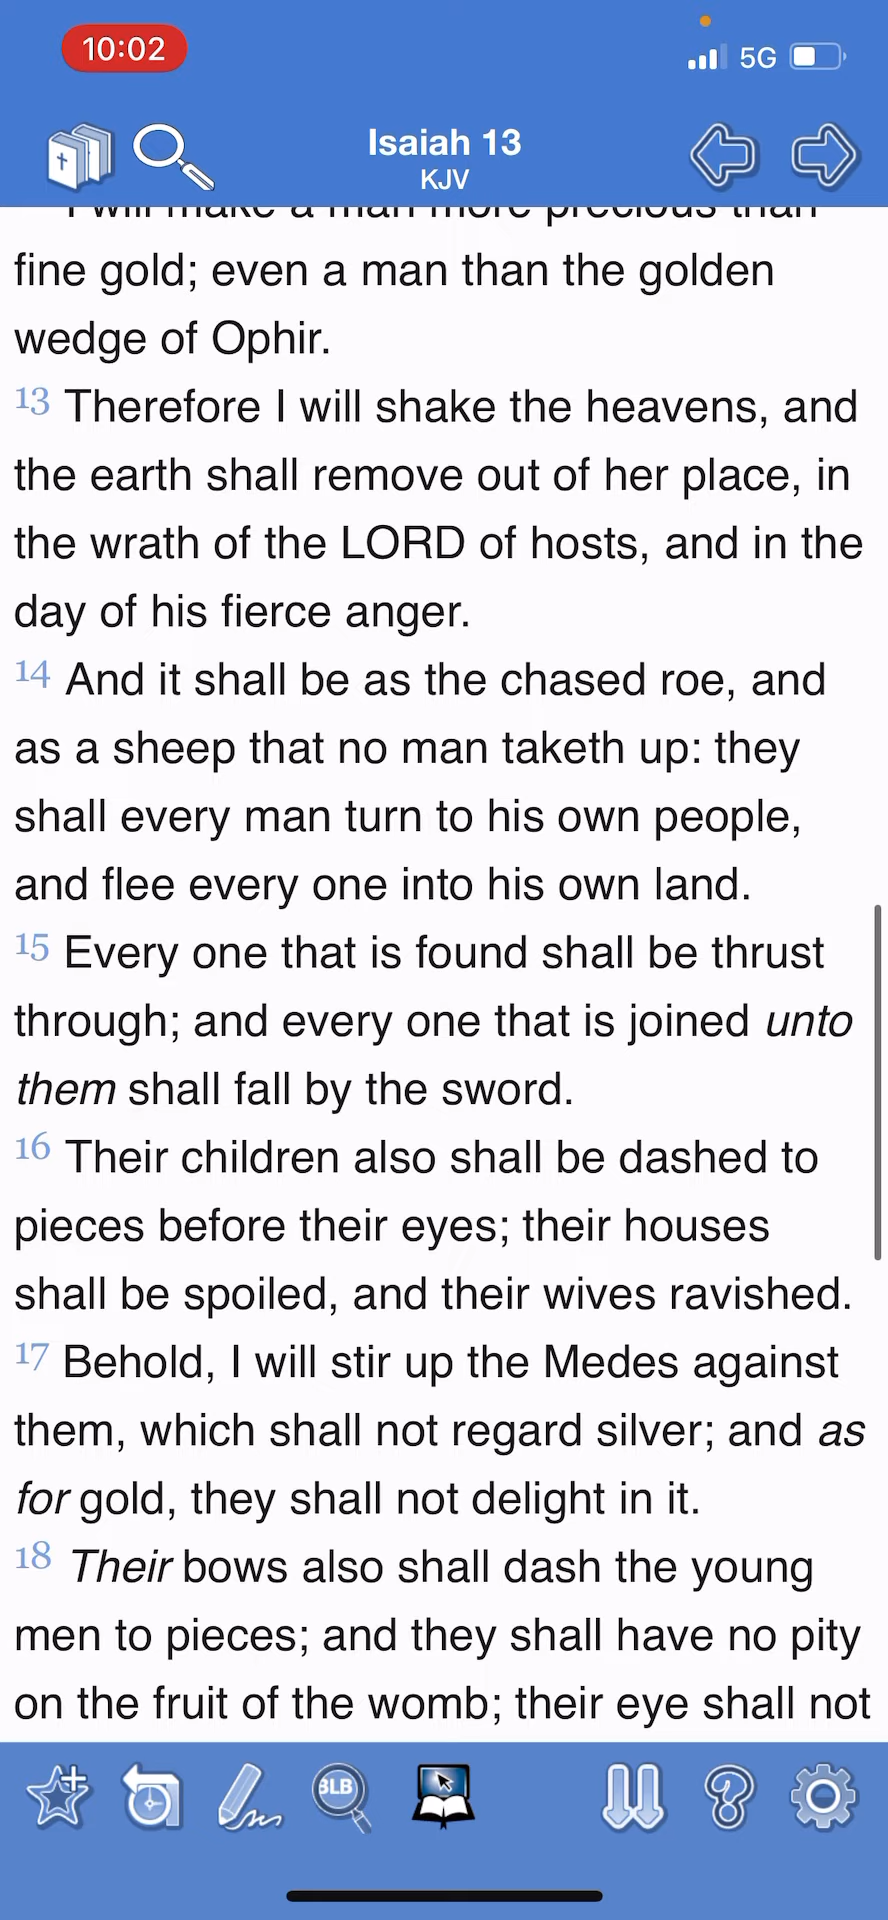 10:02
5G
Isaiah 13
KJV
I will make a man more precious than
fine gold; even a man than the golden
wedge of Ophir.
13 Therefore I will shake the heavens, and
the earth shall remove out of her place, in
the wrath of the LORD of hosts, and in the
day of his fierce anger.
14 And it shall be as the chased roe, and
as a sheep that no man taketh up: they
shall every man turn to his own people,
and flee every one into his own land.
15 Every one that is found shall be thrust
through; and every one that is joined unto
them shall fall by the sword.
16 Their children also shall be dashed to
pieces before their eyes; their houses
shall be spoiled, and their wives ravished.
17 Behold, I will stir up the Medes against
them, which shall not regard silver; and as
for gold, they shall not delight in it.
18 Their bows also shall dash the young
men to pieces; and they shall have no pity
on the fruit of the womb; their eye shall not
BLB